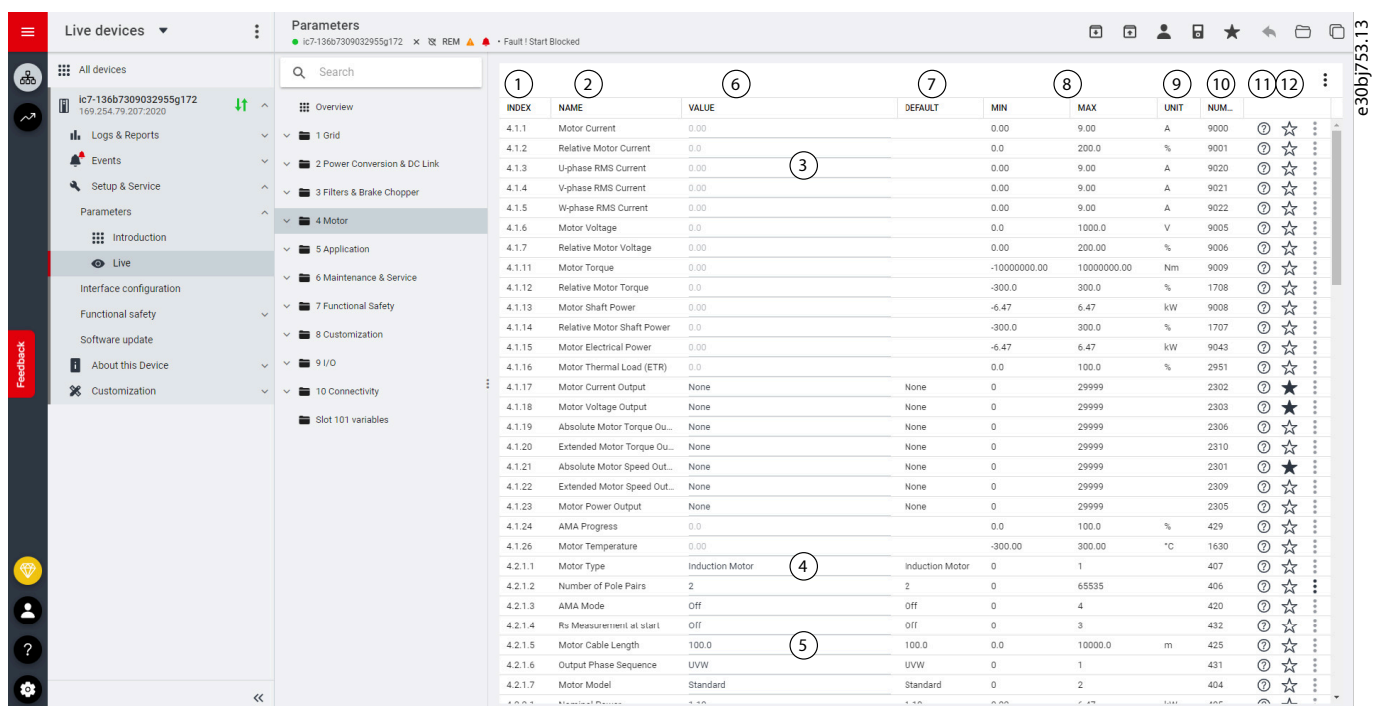 Live devices
Parameters
ic7-136b7309032955g172 × REM • Fault ! Start Blocked
e30bj753.13
All devices
ic7-136b7309032955g172
169.254.79.207:2020
Logs & Reports
Events
Setup & Service
Parameters
Introduction
Live
Interface configuration
Functional safety
Software update
About this Device
Customization
Feedback
Search
Overview
1 Grid
2 Power Conversion & DC Link
3 Filters & Brake Chopper
4 Motor
5 Application
6 Maintenance & Service
7 Functional Safety
8 Customization
9 I/O
10 Connectivity
Slot 101 variables
1 2 6 7 8 9 10 11 12
INDEX NAME VALUE DEFAULT MIN MAX UNIT NUM...
4.1.1 Motor Current 0.00 0.00 9.00 A 9000
4.1.2 Relative Motor Current 0.0 0.0 200.0 % 9001
3
4.1.3 U-phase RMS Current 0.00 0.00 9.00 A 9020
4.1.4 V-phase RMS Current 0.00 0.00 9.00 A 9021
4.1.5 W-phase RMS Current 0.00 0.00 9.00 A 9022
4.1.6 Motor Voltage 0.0 0.0 1000.0 V 9005
4.1.7 Relative Motor Voltage 0.00 0.00 200.00 % 9006
4.1.11 Motor Torque 0.00 -10000000.00 10000000.00 Nm 9009
4.1.12 Relative Motor Torque 0.0 -300.0 300.0 % 1708
4.1.13 Motor Shaft Power 0.00 -6.47 6.47 kW 9008
4.1.14 Relative Motor Shaft Power 0.0 -300.0 300.0 % 1707
4.1.15 Motor Electrical Power 0.00 -6.47 6.47 kW 9043
4.1.16 Motor Thermal Load (ETR) 0.0 0.0 100.0 % 2951
4.1.17 Motor Current Output None None 0 29999 2302
4.1.18 Motor Voltage Output None None 0 29999 2303
4.1.19 Absolute Motor Torque Ou... None None 0 29999 2306
4.1.20 Extended Motor Torque Ou... None None 0 29999 2310
4.1.21 Absolute Motor Speed Out... None None 0 29999 2301
4.1.22 Extended Motor Speed Out... None None 0 29999 2309
4.1.23 Motor Power Output None None 0 29999 2305
4.1.24 AMA Progress 0.0 0.0 100.0 % 429
4.1.26 Motor Temperature 0.00 -300.00 300.00 °C 1630
4.2.1.1 Motor Type Induction Motor 4 Induction Motor 0 1 407
4.2.1.2 Number of Pole Pairs 2 2 0 65535 406
4.2.1.3 AMA Mode Off Off 0 4 420
4.2.1.4 Rs Measurement at start Off Off 0 3 432
4.2.1.5 Motor Cable Length 100.0 5 100.0 0.0 10000.0 m 425
4.2.1.6 Output Phase Sequence UVW UVW 0 1 431
4.2.1.7 Motor Model Standard Standard 0 2 404